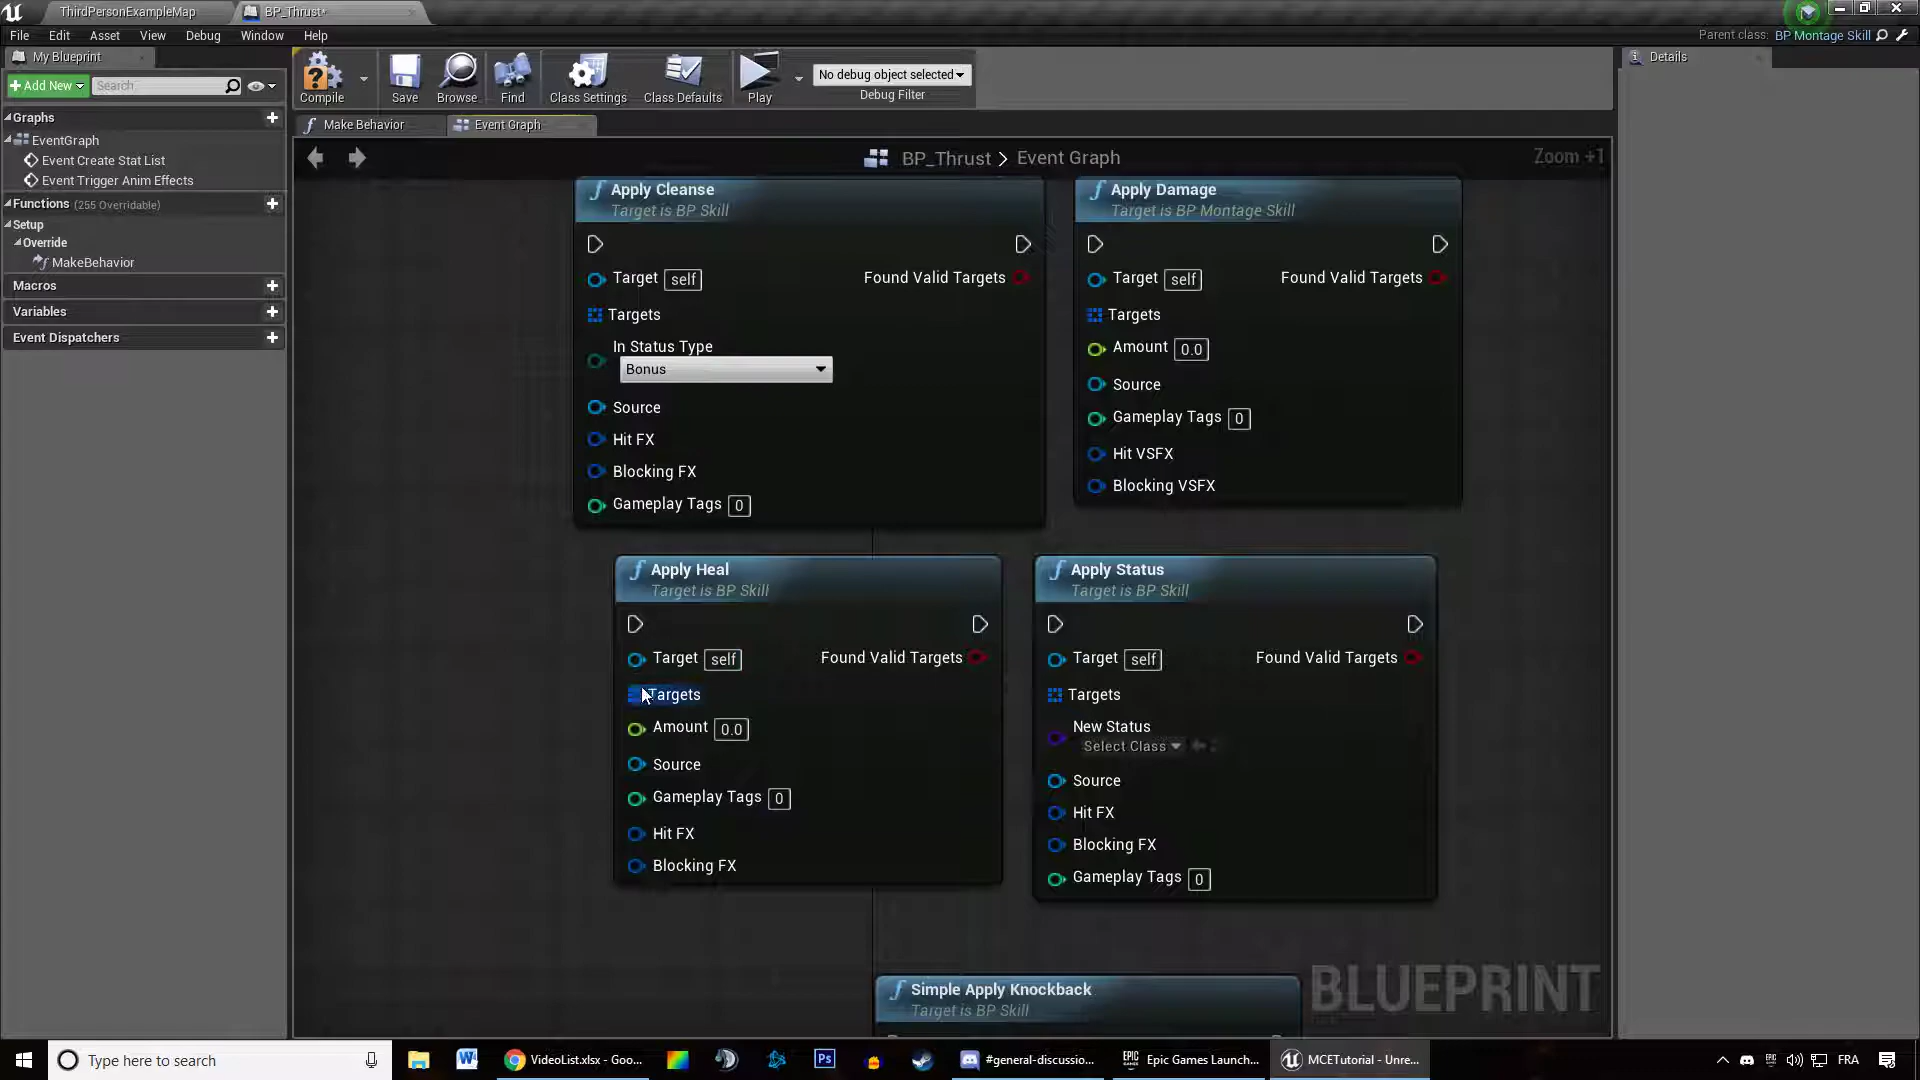 ThirdPersonExampleMap
BP_Thrust*
File Edit Asset View Debug Window Help
Parent class: BP Montage Skill
My Blueprint
Add New
Search
Graphs
EventGraph
Event Create Stat List
Event Trigger Anim Effects
Functions (255 Overridable)
Setup
Override
MakeBehavior
Macros
Variables
Event Dispatchers
Compile Save Browse Find Class Settings Class Defaults Play
No debug object selected
Debug Filter
Details
Make Behavior
Event Graph
BP_Thrust > Event Graph
Zoom +1
Apply Cleanse
Target is BP Skill
Target self
Found Valid Targets
Targets
In Status Type
Bonus
Source
Hit FX
Blocking FX
Gameplay Tags 0
Apply Damage
Target is BP Montage Skill
Target self
Found Valid Targets
Targets
Amount 0.0
Source
Gameplay Tags 0
Hit VSFX
Blocking VSFX
Apply Heal
Target is BP Skill
Target self
Found Valid Targets
Targets
Amount 0.0
Source
Gameplay Tags 0
Hit FX
Blocking FX
Apply Status
Target is BP Skill
Target self
Found Valid Targets
Targets
New Status
Select Class
Source
Hit FX
Blocking FX
Gameplay Tags 0
Simple Apply Knockback
Target is BP Skill
BLUEPRINT
Type here to search
VideoList.xlsx - Goo...
#general-discussio...
Epic Games Launch...
MCETutorial - Unre...
FRA